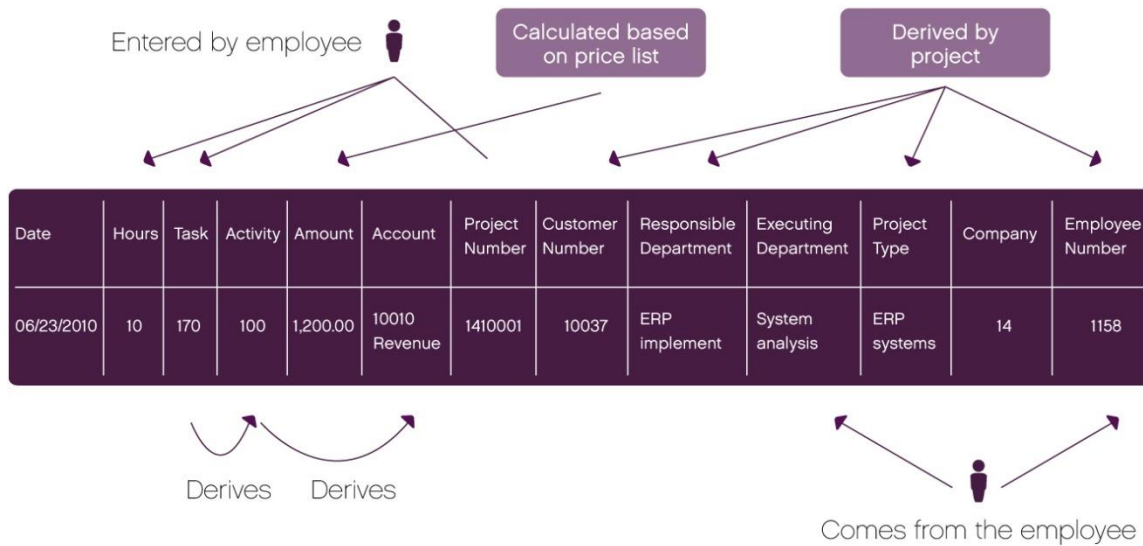 Entered by employee
Calculated based
on price list
Derived by
project
Date
Hours
Task
Activity
Amount
Account
Project
Number
Customer
Number
Responsible
Department
Executing
Department
Project
Type
Company
Employee
Number
06/23/2010
10
170
100
1,200.00
10010
Revenue
1410001
10037
ERP
implement
System
analysis
ERP
systems
14
1158
Derives
Derives
Comes from the employee